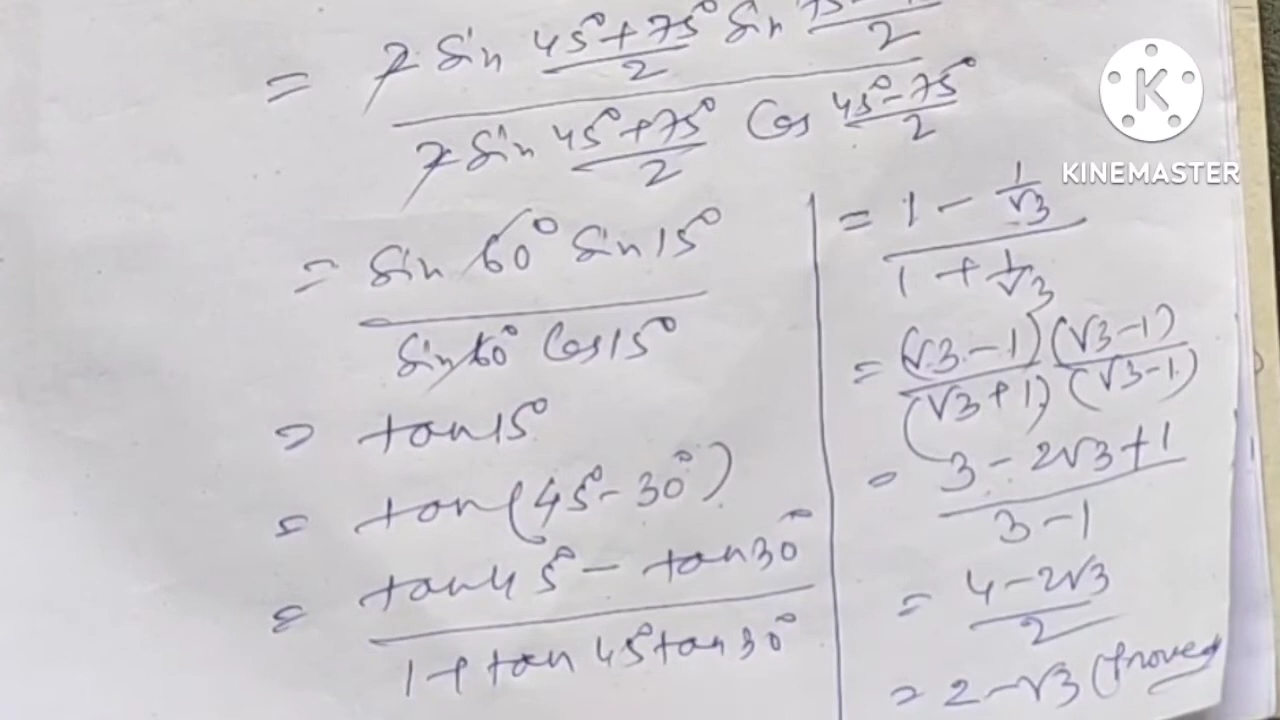 = 2 Sin (45°+75°)/2 Sin (75°-4)/2 / 2 Sin (45°+75°)/2 Cos (45°-75°)/2
= Sin 60° Sin 15° / Sin 60° Cos 15°
= tan 15°
= tan (45° - 30°)
= tan 45° - tan 30° / 1 + tan 45° tan 30°
= 1 - 1/√3 / 1 + 1/√3
= (√3 - 1) (√3 - 1) / (√3 + 1) (√3 - 1)
= 3 - 2√3 + 1 / 3 - 1
= 4 - 2√3 / 2
= 2 - √3 (Proved
K
KINEMASTER